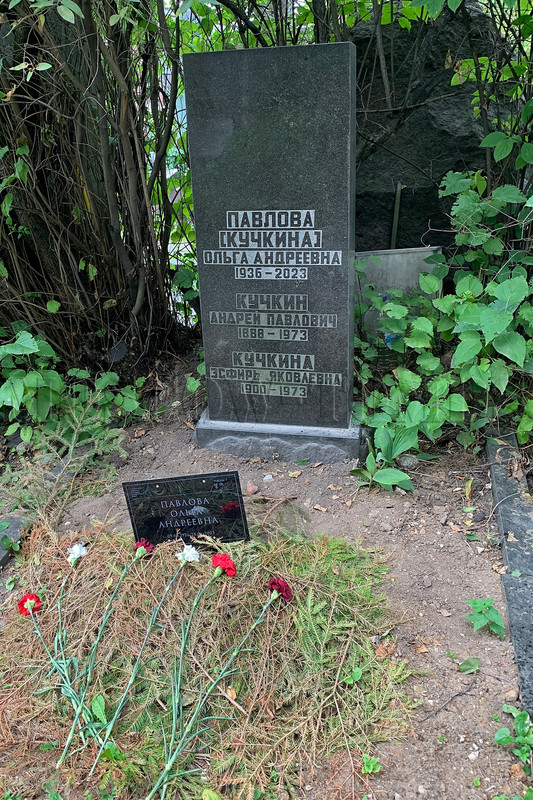 ПАВЛОВА
(КУЧКИНА)
ОЛЬГА АНДРЕЕВНА
1936-2023
КУЧКИН
АНДРЕЙ ПАВЛОВИЧ
1888-1973
КУЧКИНА
ЭСФИРЬ ЯКОВЛЕВНА
1900-1973
ПАВЛОВА
ОЛЬГА
АНДРЕЕВНА